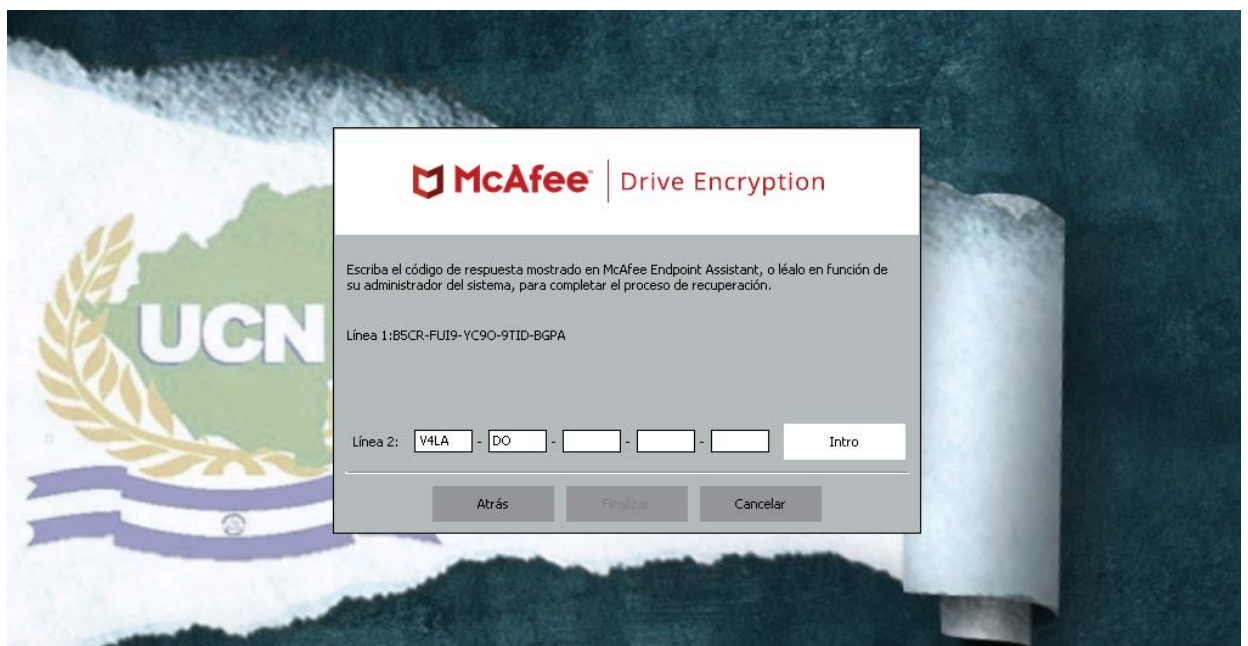 McAfee™ | Drive Encryption
Escriba el código de respuesta mostrado en McAfee Endpoint Assistant, o léalo en función de
su administrador del sistema, para completar el proceso de recuperación.
UCN
Línea 1:B5CR-FUI9-YC9O-9TID-BGPA
Línea 2: V4LA - DO - - - Intro
Atrás Finalizar Cancelar